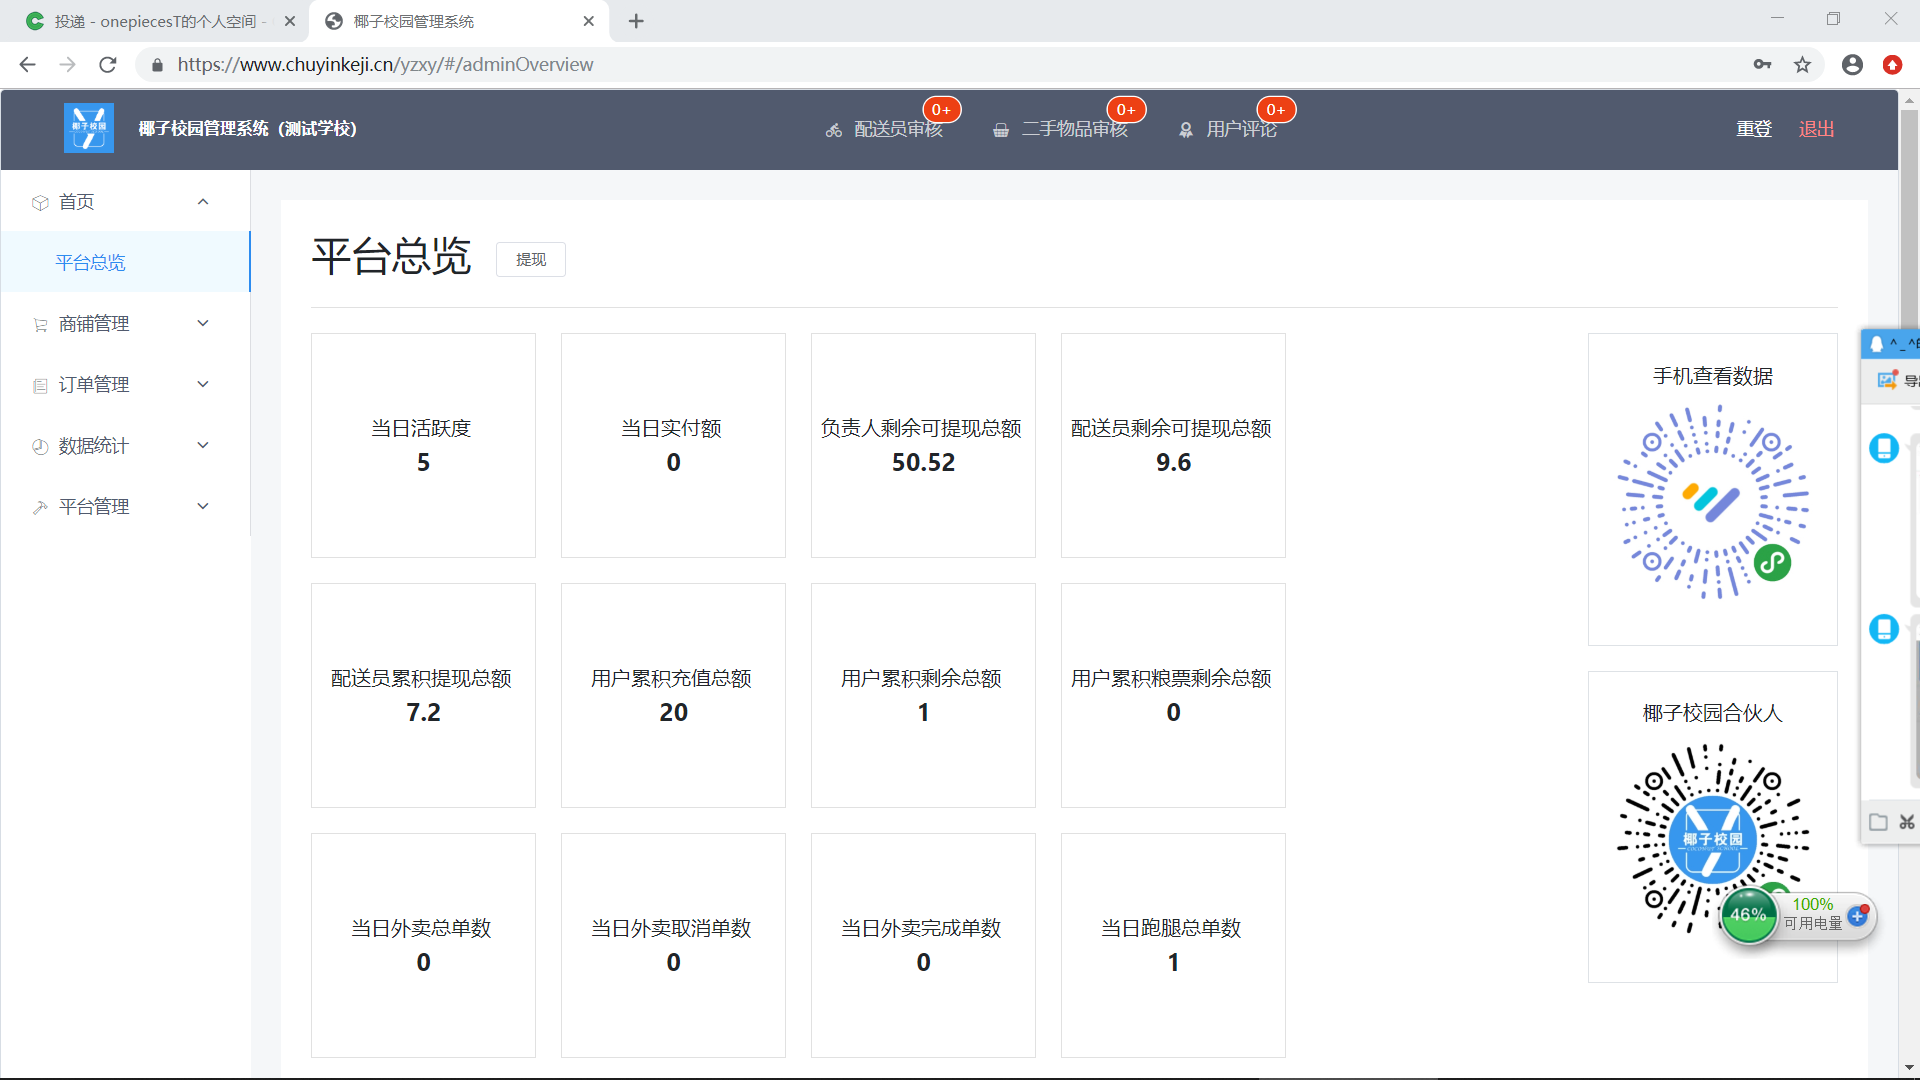 投递 - onepiecesT的个人空间 -
椰子校园管理系统
https://www.chuyinkeji.cn/yzxy/#/adminOverview
椰子校园
椰子校园管理系统（测试学校）
配送员审核
0+
二手物品审核
0+
用户评论
0+
重登
退出
首页
平台总览
商铺管理
订单管理
数据统计
平台管理
平台总览
提现
当日活跃度
5
当日实付额
0
负责人剩余可提现总额
50.52
配送员剩余可提现总额
9.6
手机查看数据
配送员累积提现总额
7.2
用户累积充值总额
20
用户累积剩余总额
1
用户累积粮票剩余总额
0
椰子校园合伙人
椰子校园
当日外卖总单数
0
当日外卖取消单数
0
当日外卖完成单数
0
当日跑腿总单数
1
^_^
46%
100%
可用电量